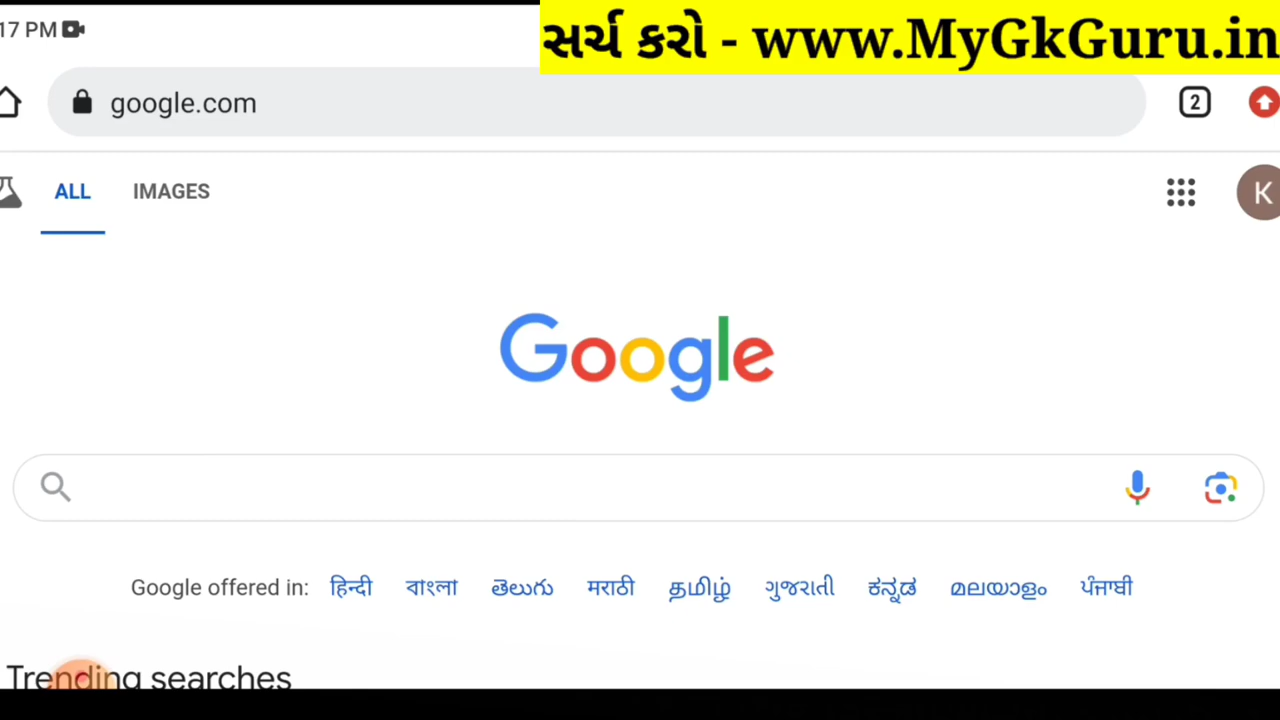 17 PM
સર્ચ કરો - www.MyGkGuru.in
google.com
2
ALL IMAGES
K
Google
Google offered in: हिन्दी বাংলা తెలుగు मराठी தமிழ் ગુજરાતી ಕನ್ನಡ മലയാളം ਪੰਜਾਬੀ
Trending searches